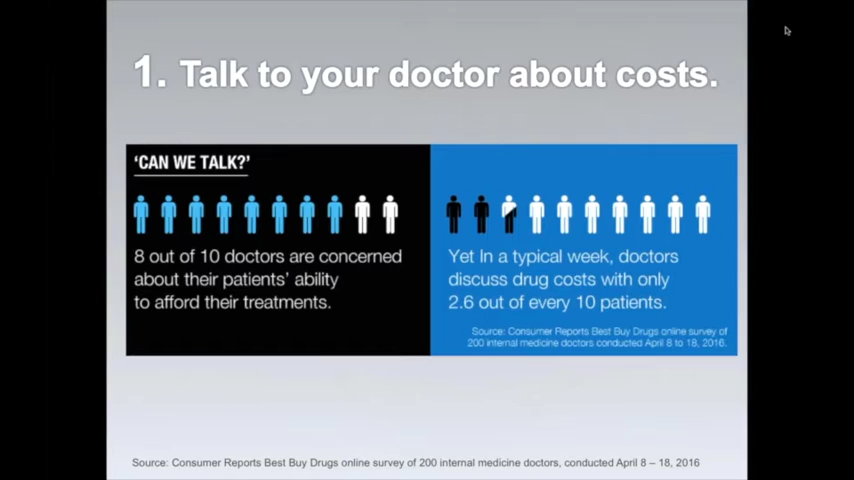 1. Talk to your doctor about costs.
'CAN WE TALK?'
8 out of 10 doctors are concerned
about their patients' ability
to afford their treatments.
Yet In a typical week, doctors
discuss drug costs with only
2.6 out of every 10 patients.
Source: Consumer Reports Best Buy Drugs online survey of
200 internal medicine doctors conducted April 8 to 18, 2016.
Source: Consumer Reports Best Buy Drugs online survey of 200 internal medicine doctors, conducted April 8 – 18, 2016